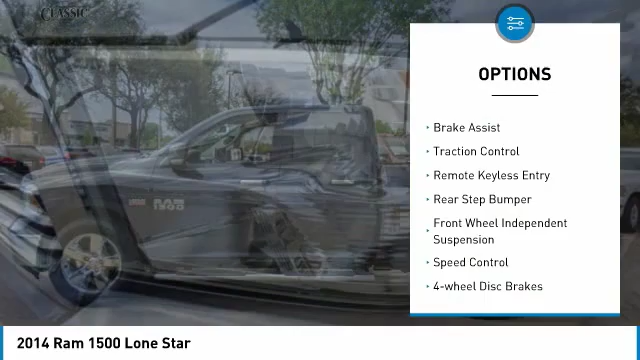 CLASSIC
OPTIONS
Brake Assist
Traction Control
Remote Keyless Entry
Rear Step Bumper
Front Wheel Independent
Suspension
Speed Control
4-wheel Disc Brakes
RAM
1500
2014 Ram 1500 Lone Star